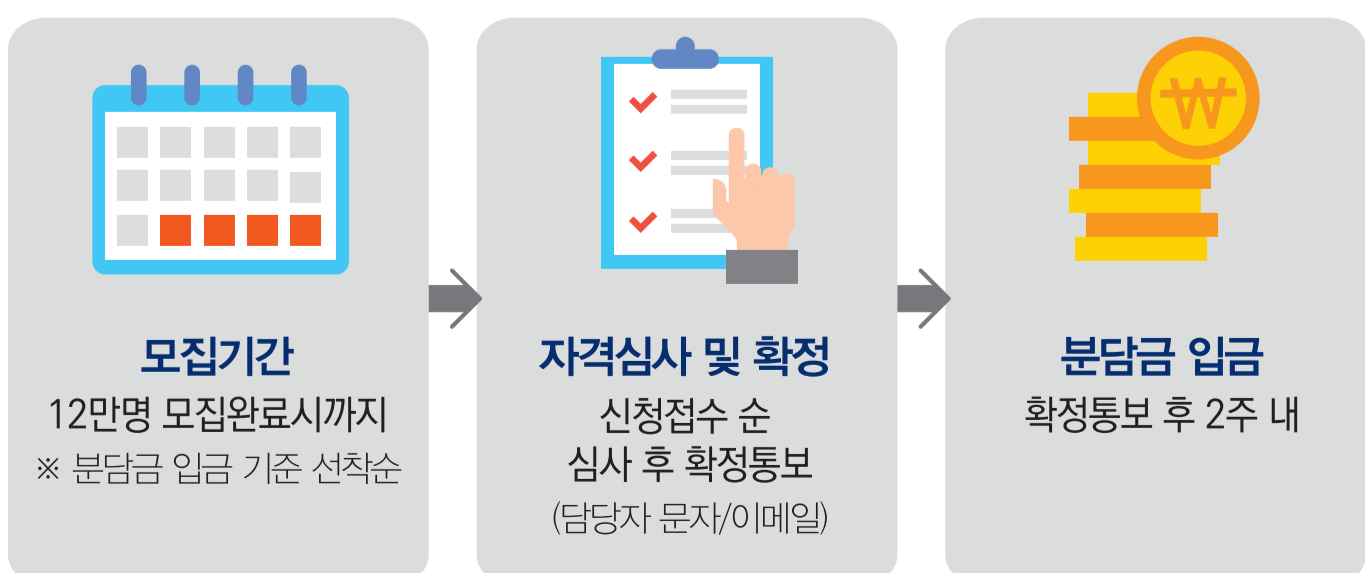 모집기간
12만명 모집완료시까지
※ 분담금 입금 기준 선착순
자격심사 및 확정
신청접수 순
심사 후 확정통보
(담당자 문자/이메일)
분담금 입금
확정통보 후 2주 내